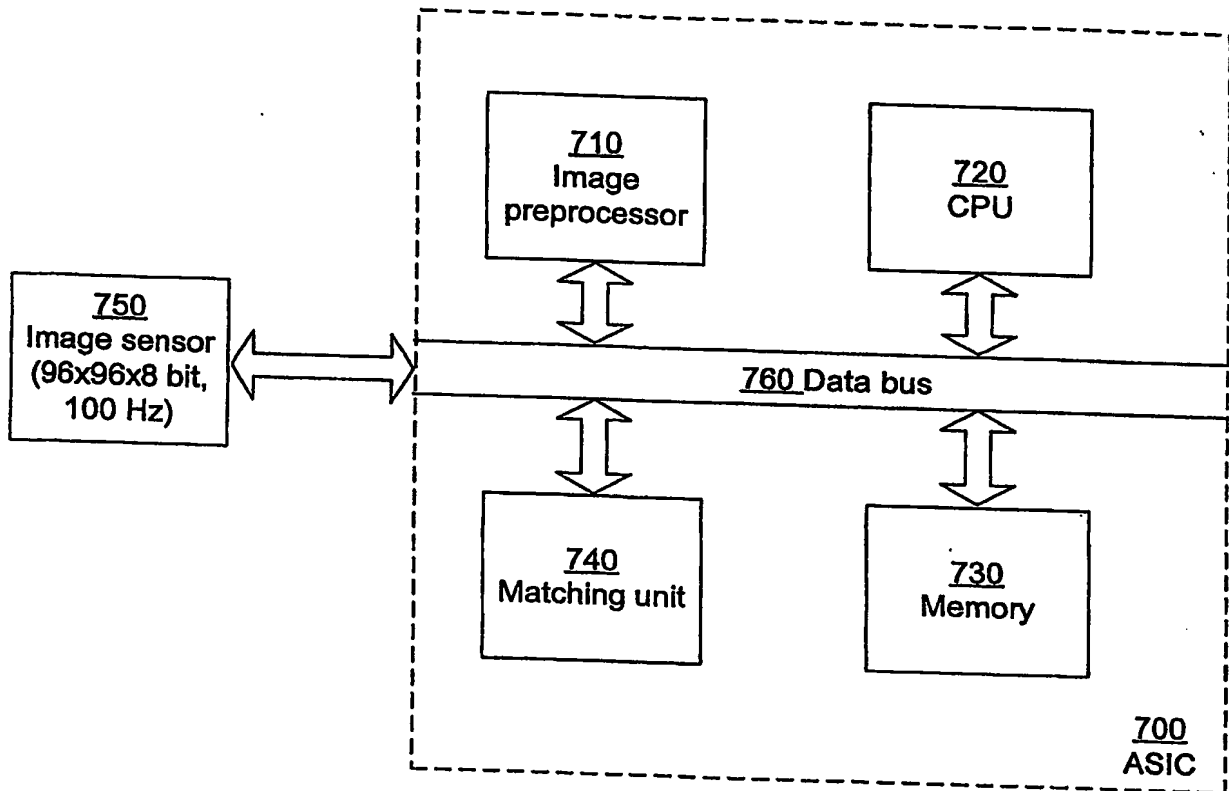 710
Image
preprocessor
720
CPU
750
Image sensor
(96x96x8 bit,
100 Hz)
760 Data bus
740
Matching unit
730
Memory
700
ASIC